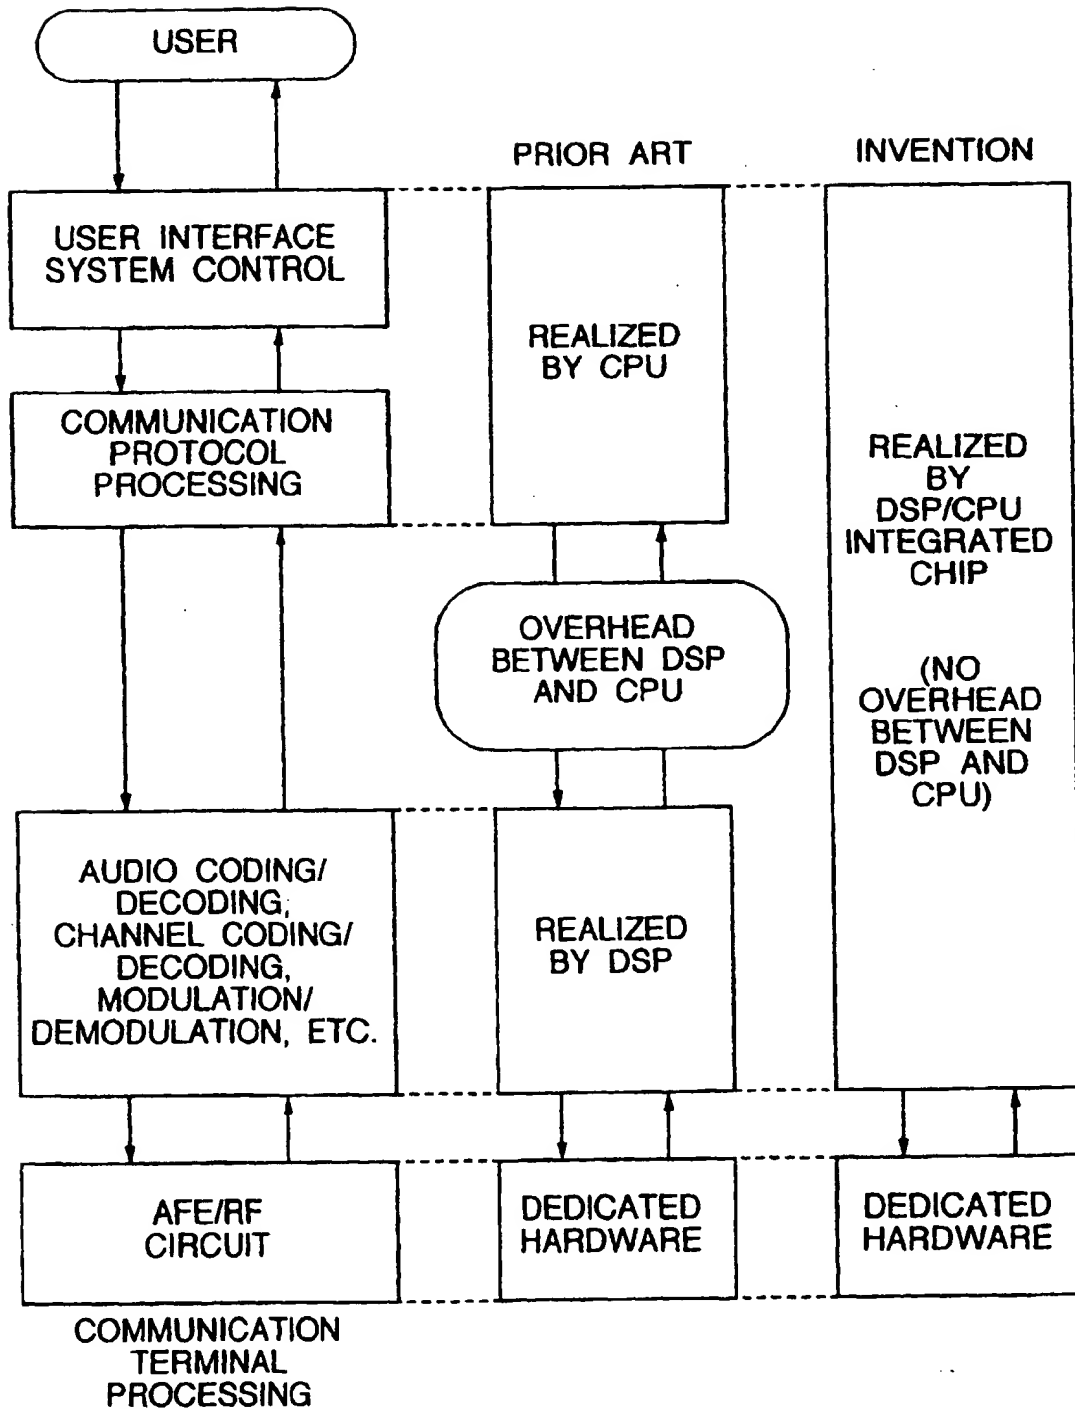 USER
PRIOR ART
INVENTION
USER INTERFACE
SYSTEM CONTROL
REALIZED
BY CPU
COMMUNICATION
PROTOCOL
PROCESSING
REALIZED
BY
DSP/CPU
INTEGRATED
CHIP
OVERHEAD
BETWEEN DSP
AND CPU
(NO
OVERHEAD
BETWEEN
DSP AND
CPU)
AUDIO CODING/
DECODING,
CHANNEL CODING/
DECODING,
MODULATION/
DEMODULATION, ETC.
REALIZED
BY DSP
AFE/RF
CIRCUIT
DEDICATED
HARDWARE
DEDICATED
HARDWARE
COMMUNICATION
TERMINAL
PROCESSING